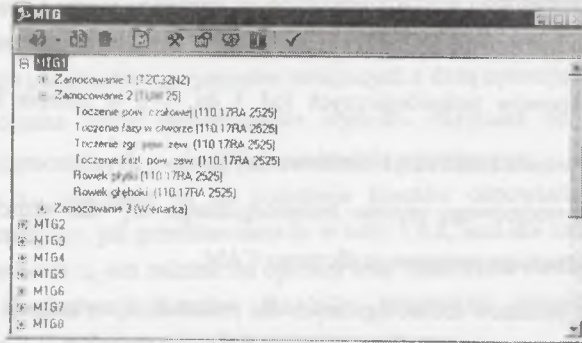 MTG
MTG1
Zamocowanie 1 (T2C32N2)
Zamocowanie 2 (TUM 25)
Toczenie pow. czołowej (110.17RA 2525)
Toczenie fazy w otworze (110.17RA 2525)
Toczenie zgr. pow. zew. (110.17RA 2525)
Toczenie kszt. pow. zew. (110.17RA 2525)
Rowek płytki (110.17RA 2525)
Rowek głęboki (110.17RA 2525)
Zamocowanie 3 (Wiertarka)
MTG2
MTG3
MTG4
MTG5
MTG6
MTG7
MTG8